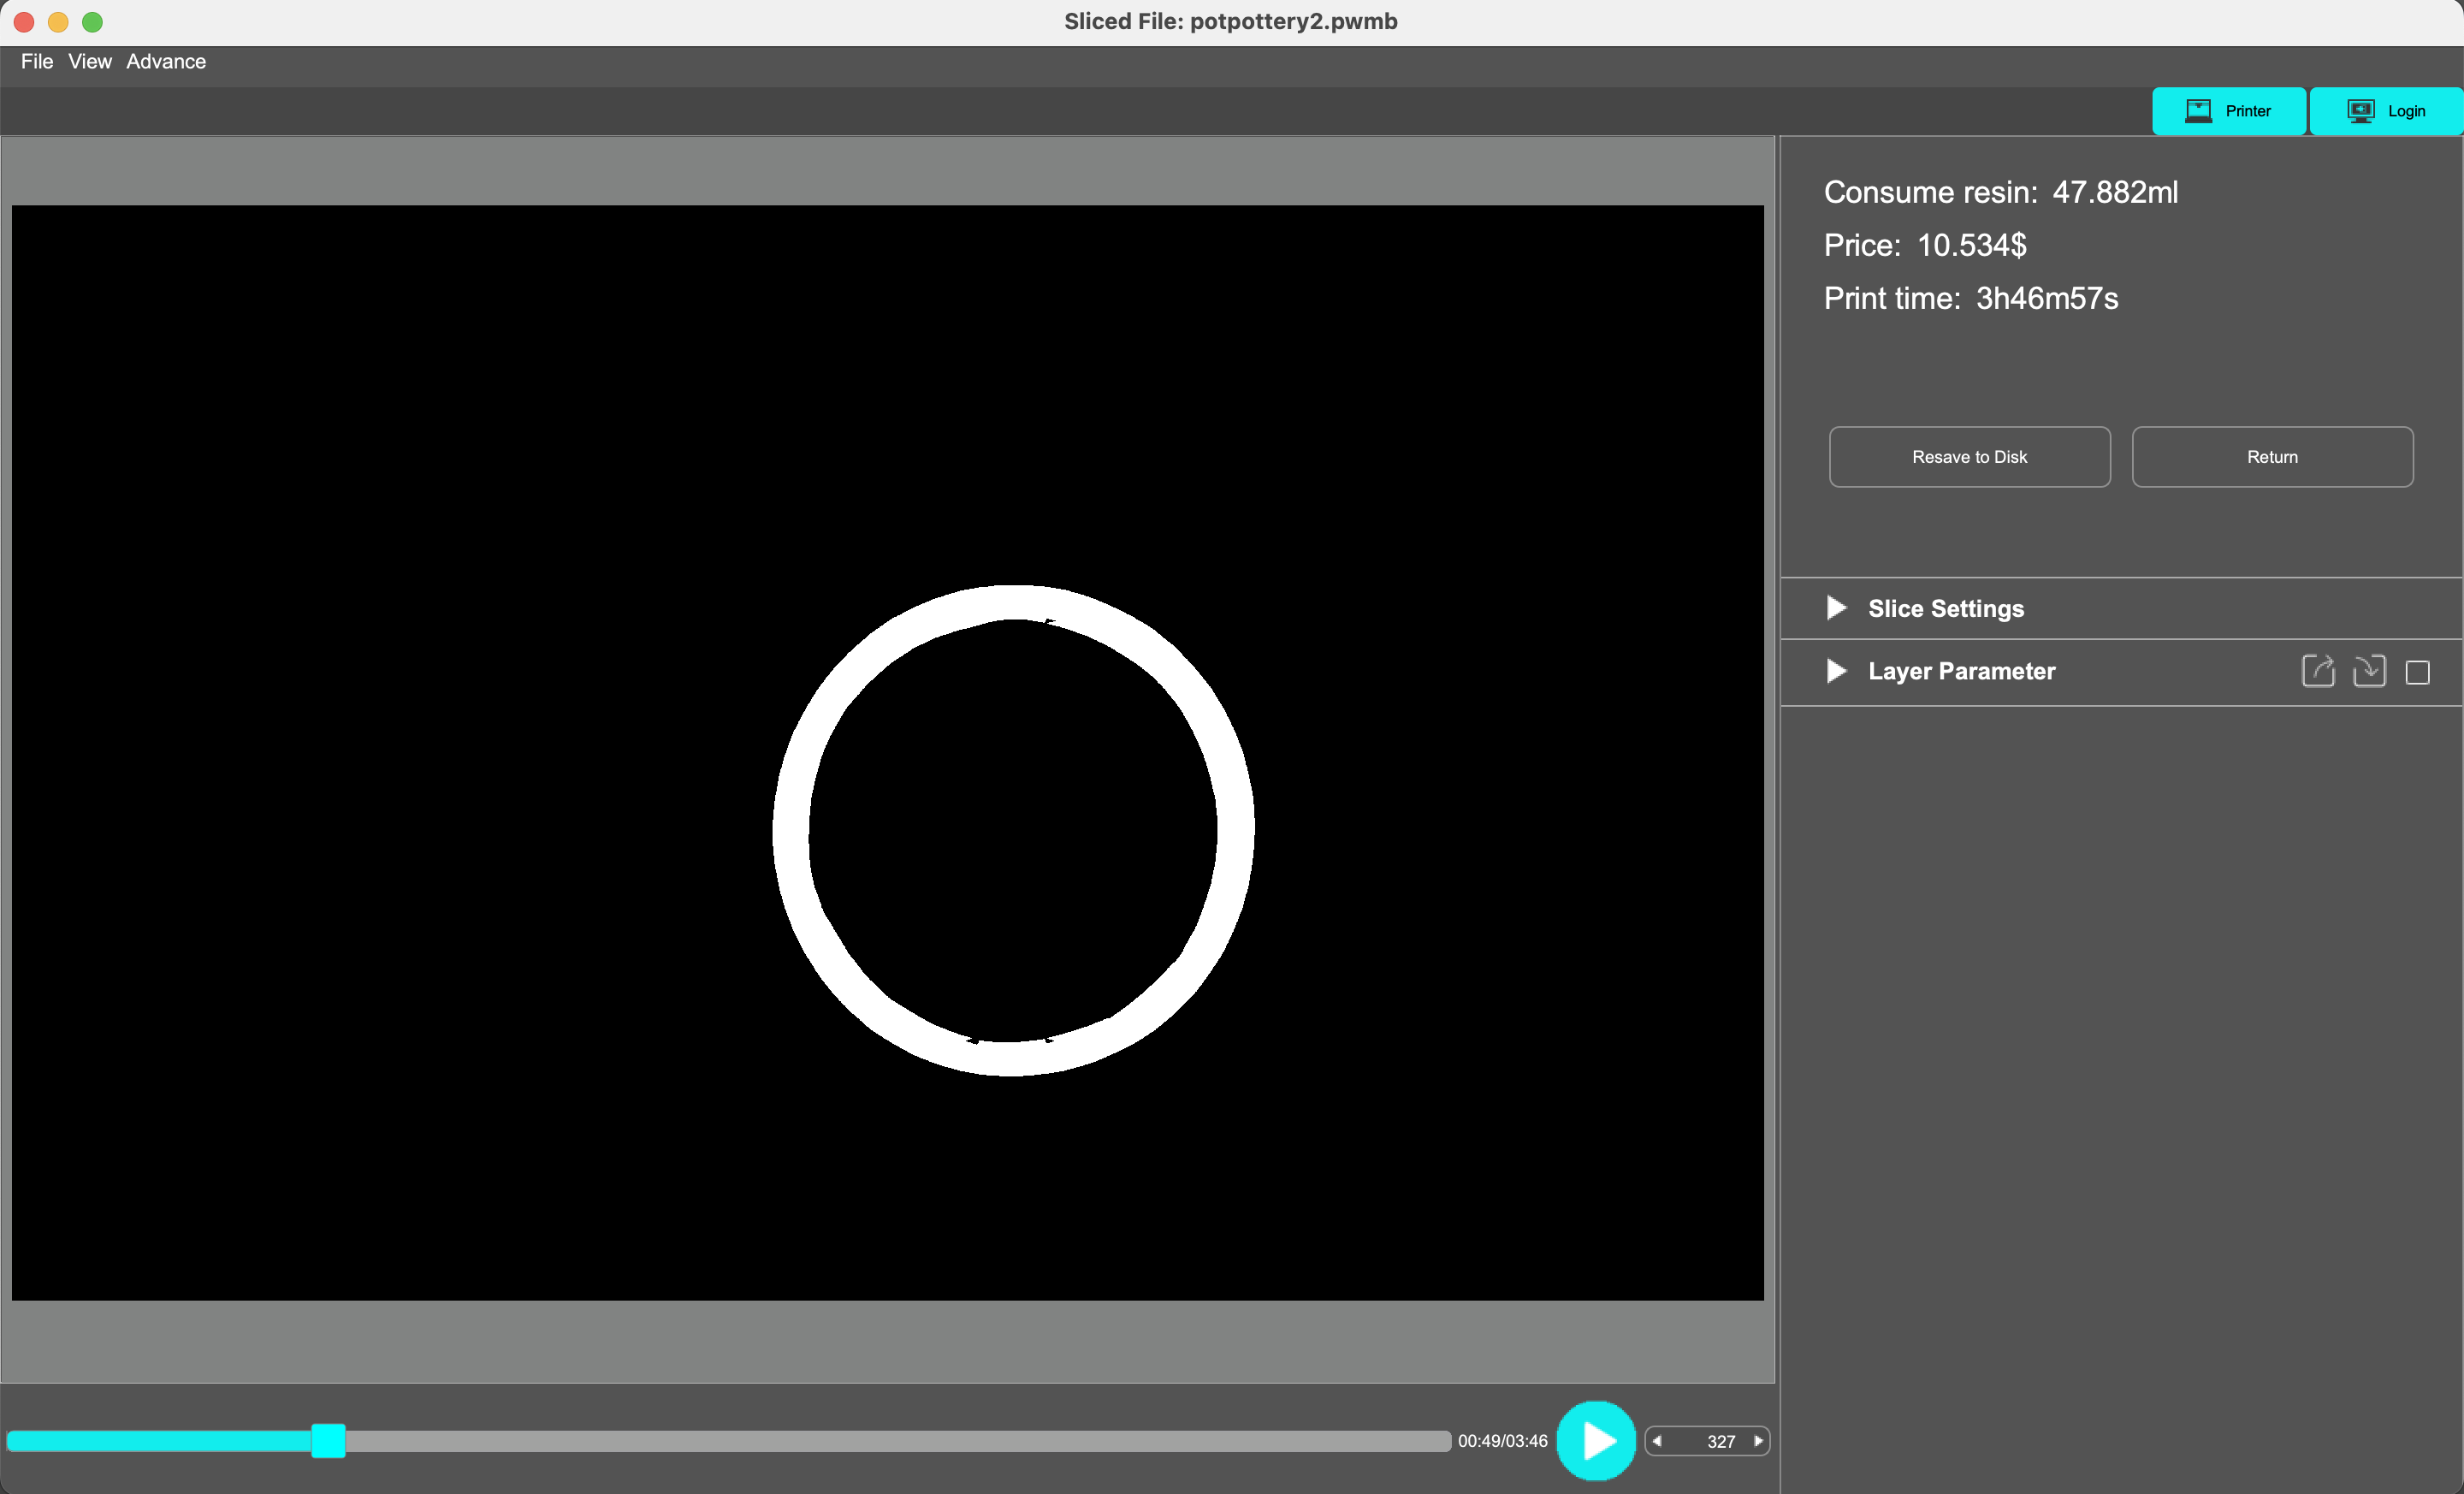 Sliced File: potpottery2.pwmb
File View Advance
Printer Login
Consume resin: 47.882ml
Price: 10.534$
Print time: 3h46m57s
Resave to Disk Return
Slice Settings
Layer Parameter
00:49/03:46 327